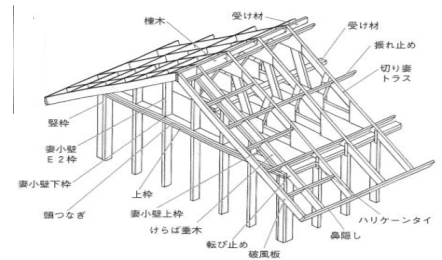 棟木
受け材
受け材
振れ止め
切り妻
トラス
竪枠
妻小壁
E2枠
妻小壁下枠
頭つなぎ
上枠
妻小壁上枠
けらば垂木
転び止め
破風板
鼻隠し
ハリケーンタイ